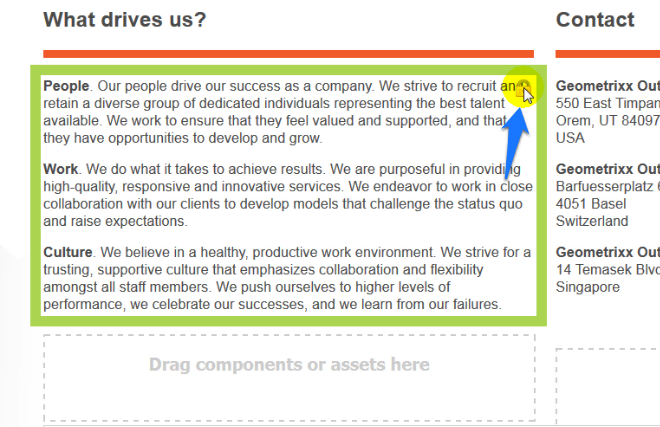 What drives us?
People. Our people drive our success as a company. We strive to recruit and
retain a diverse group of dedicated individuals representing the best talent
available. We work to ensure that they feel valued and supported, and that
they have opportunities to develop and grow.
Work. We do what it takes to achieve results. We are purposeful in providing
high-quality, responsive and innovative services. We endeavor to work in close
collaboration with our clients to develop models that challenge the status quo
and raise expectations.
Culture. We believe in a healthy, productive work environment. We strive for a
trusting, supportive culture that emphasizes collaboration and flexibility
amongst all staff members. We push ourselves to higher levels of
performance, we celebrate our successes, and we learn from our failures.
Drag components or assets here
Contact
Geometrixx Out
550 East Timpan
Orem, UT 84097
USA
Geometrixx Out
Barfuesserplatz 6
4051 Basel
Switzerland
Geometrixx Out
14 Temasek Blvd
Singapore